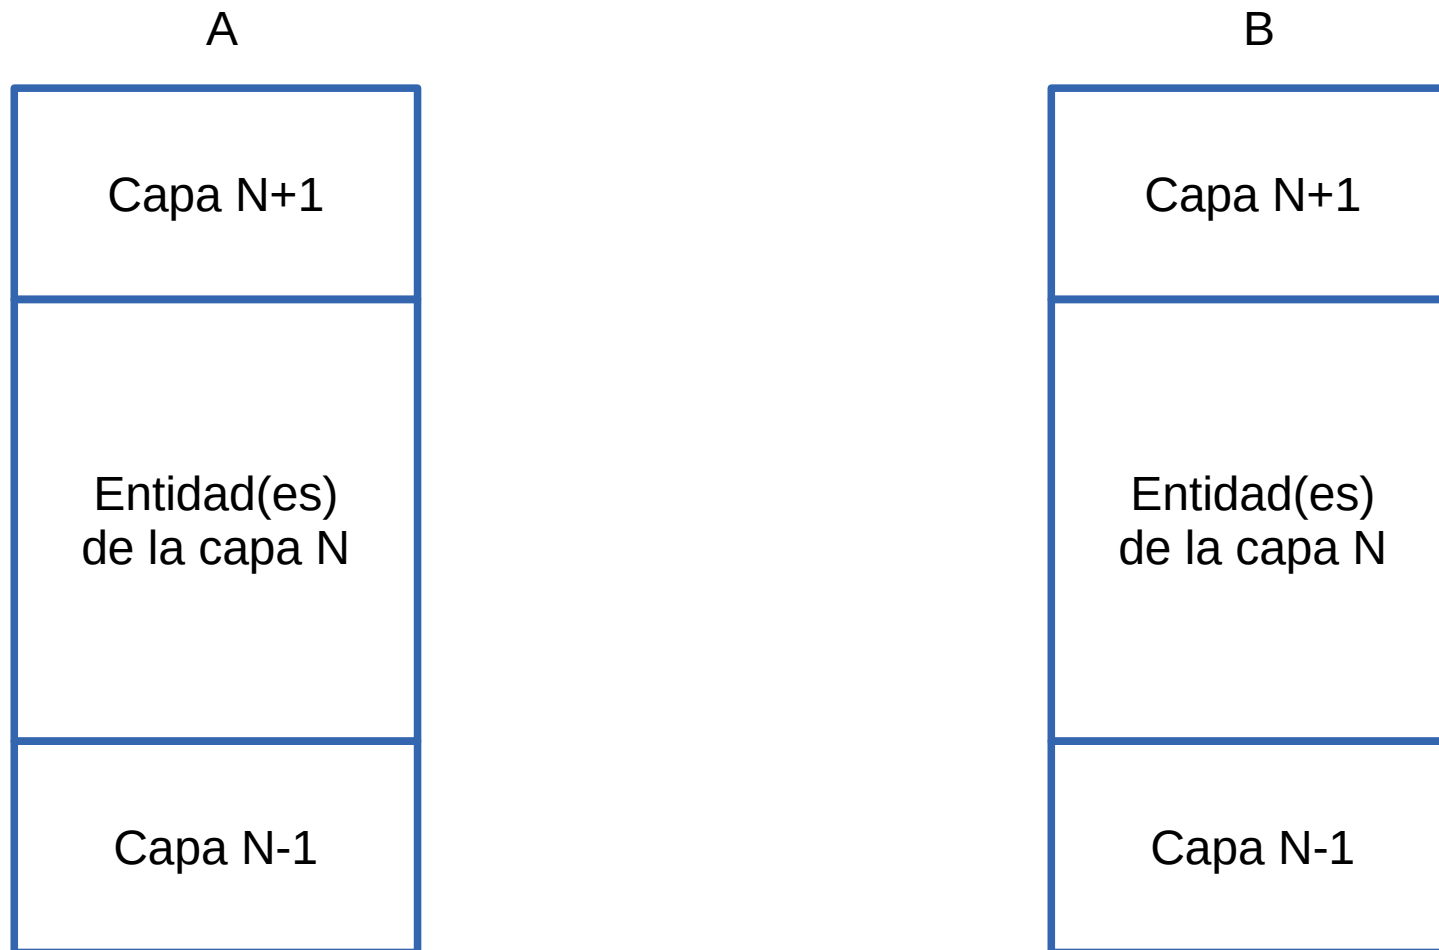 A
B
Capa N+1
Capa N+1
Entidad(es)
de la capa N
Entidad(es)
de la capa N
Capa N-1
Capa N-1